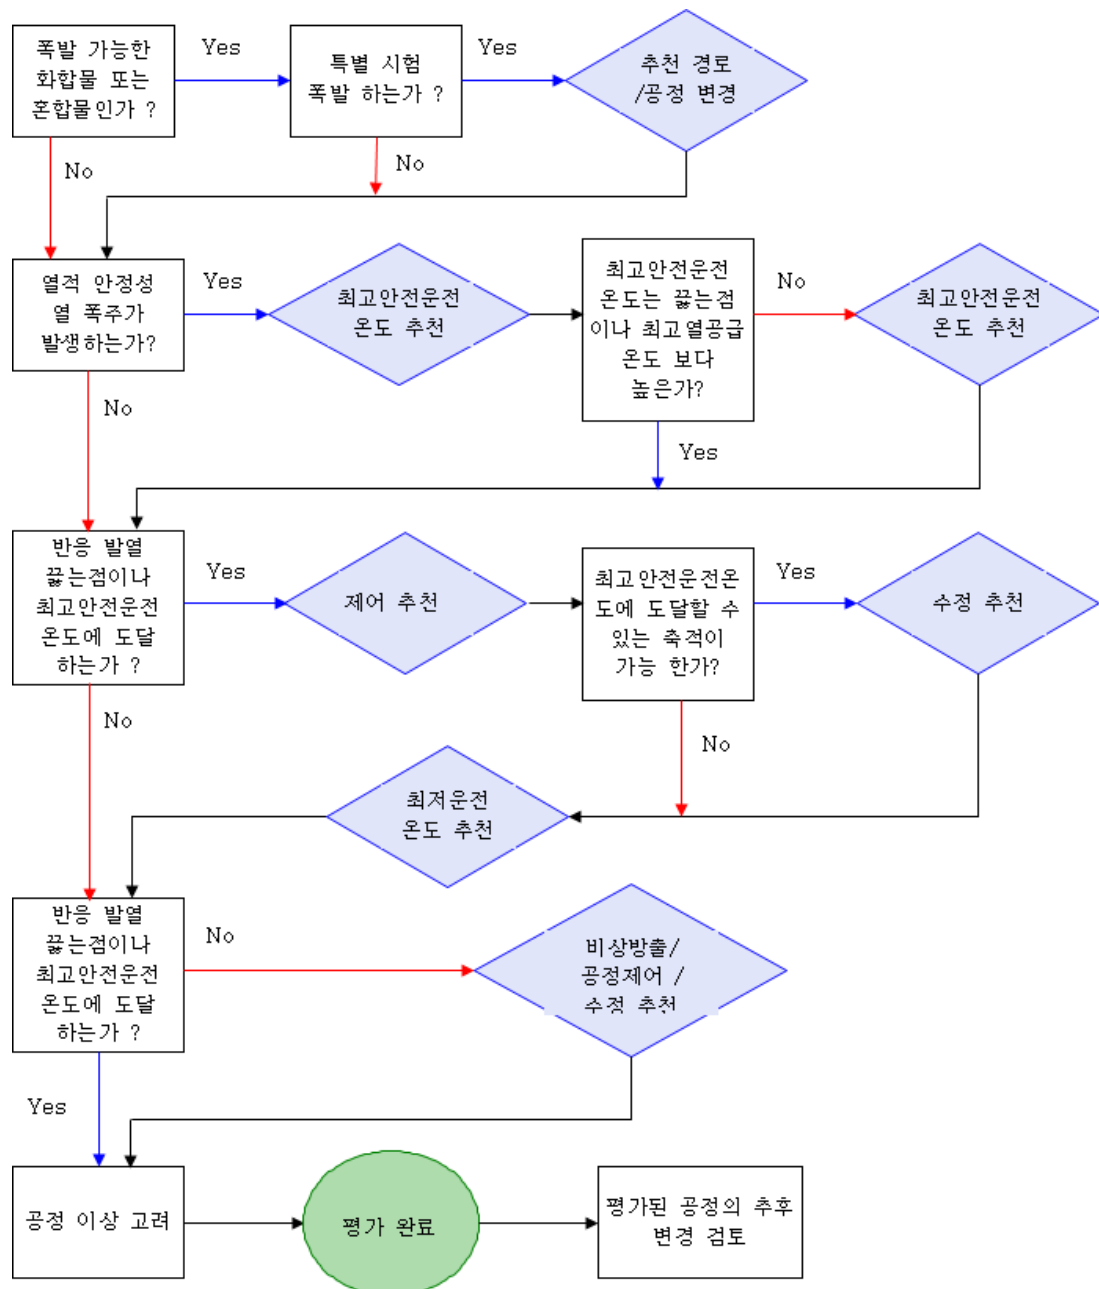 폭발 가능한
화합물 또는
혼합물인가 ?
Yes
특별 시험
폭발 하는가 ?
Yes
추천 경로
/공정 변경
No
No
열적 안정성
열 폭주가
발생하는가?
Yes
최고안전운전
온도 추천
최고안전운전
온도는 끓는점
이나 최고열공급
온도 보다
높은가?
No
최고안전운전
온도 추천
No
Yes
반응 발열
끓는점이나
최고안전운전
온도에 도달
하는가 ?
Yes
제어 추천
최고안전운전온
도에 도달할 수
있는 축적이
가능 한가?
Yes
수정 추천
No
No
최저운전
온도 추천
반응 발열
끓는점이나
최고안전운전
온도에 도달
하는가 ?
No
비상방출/
공정제어 /
수정 추천
Yes
공정 이상 고려
평가 완료
평가된 공정의 추후
변경 검토